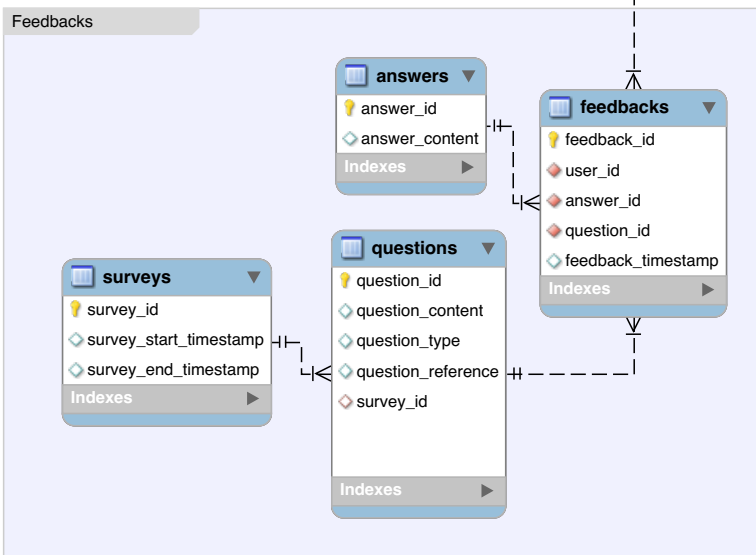 Feedbacks
answers
answer_id
answer_content
Indexes
feedbacks
feedback_id
user_id
answer_id
question_id
feedback_timestamp
Indexes
surveys
survey_id
survey_start_timestamp
survey_end_timestamp
Indexes
questions
question_id
question_content
question_type
question_reference
survey_id
Indexes